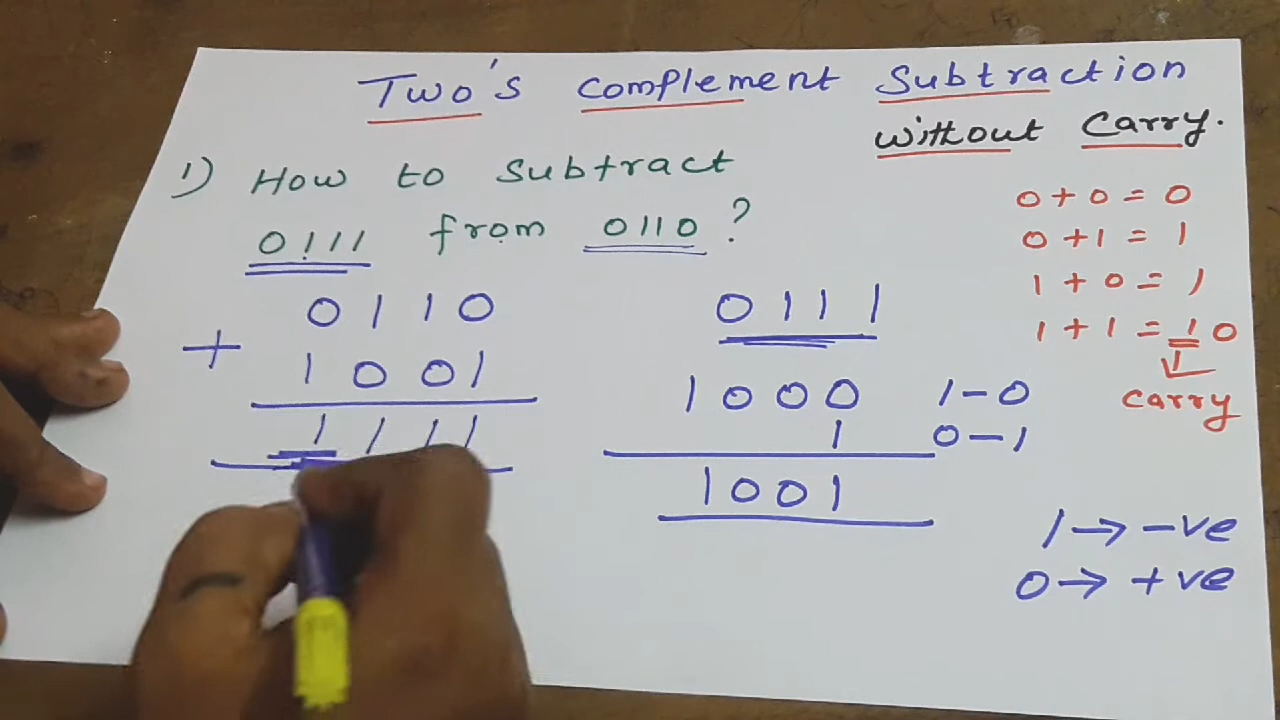 Two's complement Subtraction
without Carry.
1) How to Subtract
0111 from 0110 ?
0110
+ 1001
1111
0111
1000 1-0
1 0-1
1001
0+0=0
0+1=1
1+0=1
1+1=10
carry
1→-ve
0→+ve